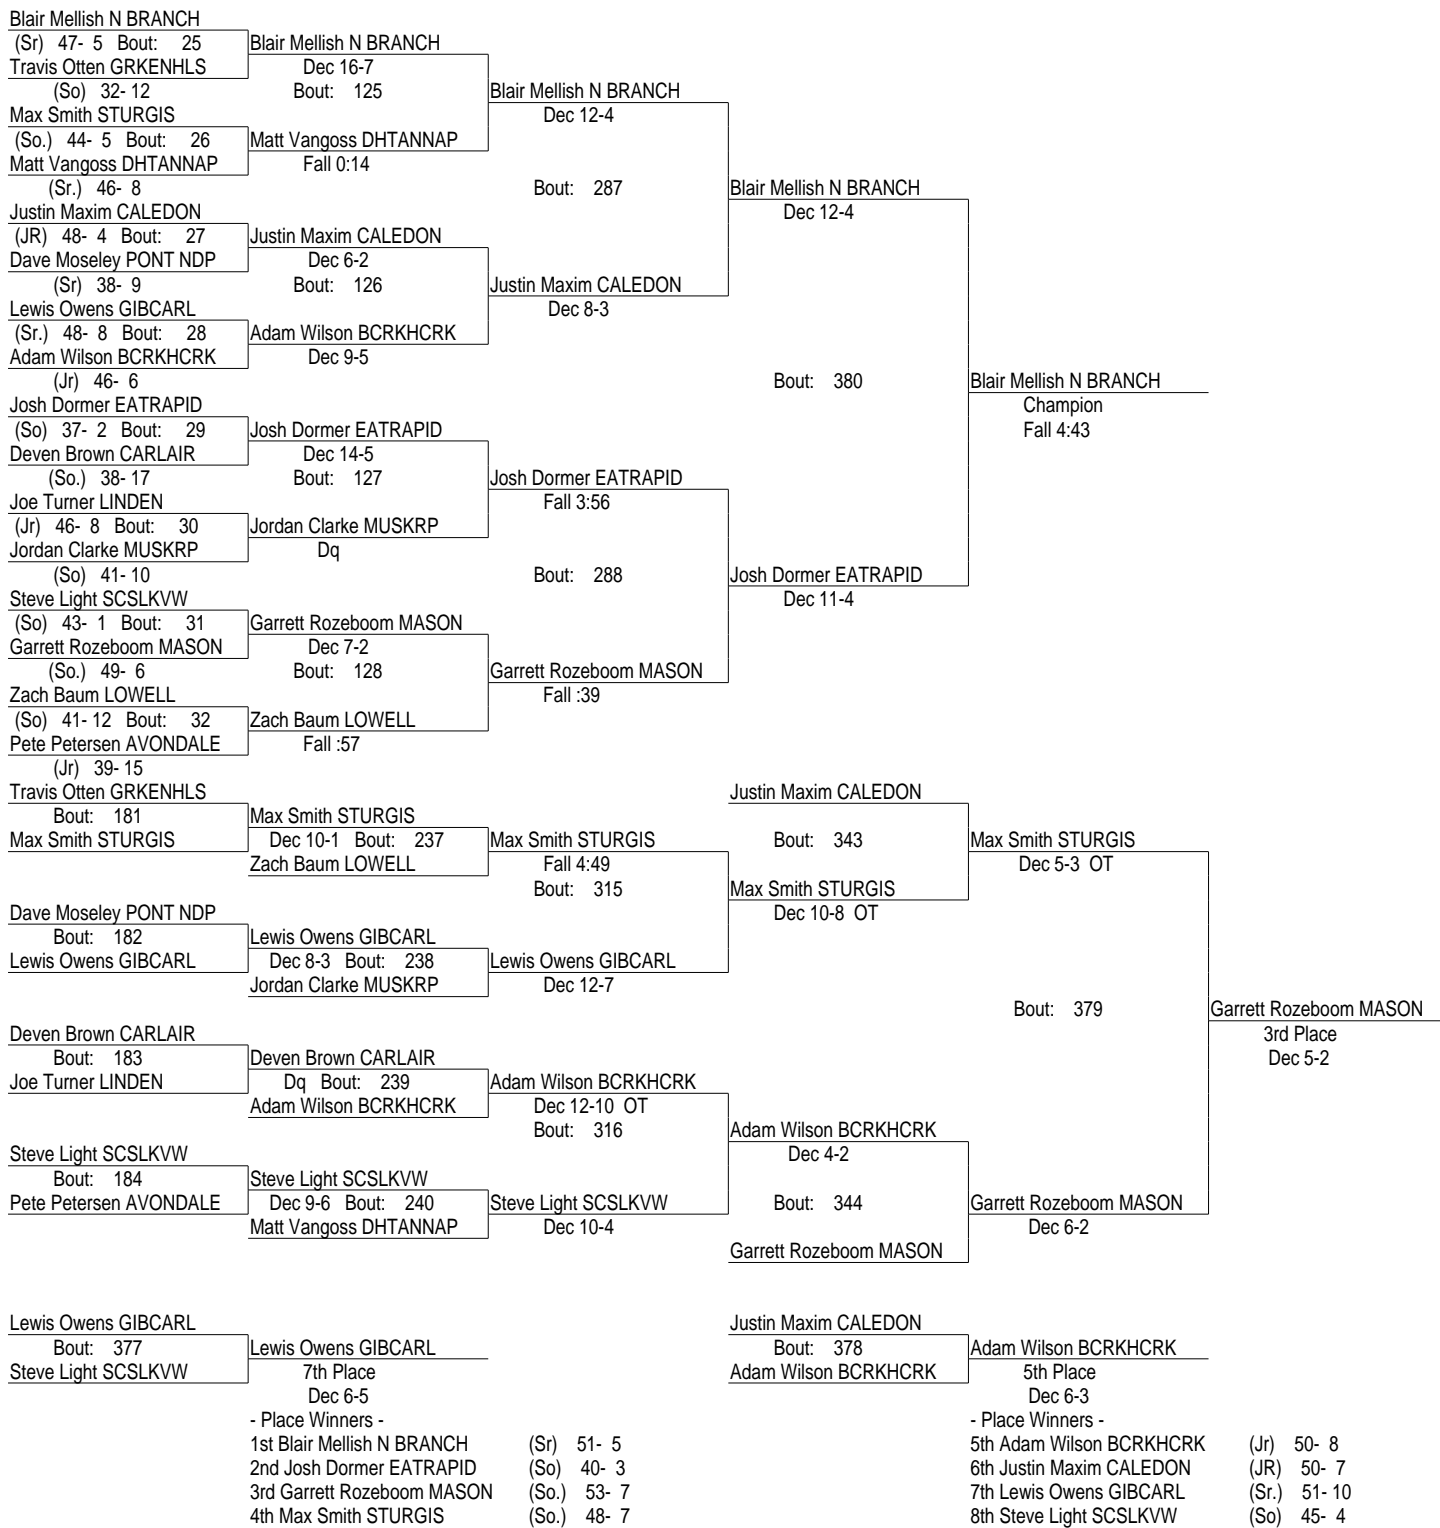 Blair Mellish N BRANCH
(Sr) 47- 5 Bout: 25 Blair Mellish N BRANCH
Travis Otten GRKENHLS Dec 16-7
(So) 32- 12 Bout: 125 Blair Mellish N BRANCH
Max Smith STURGIS Dec 12-4
(So.) 44- 5 Bout: 26 Matt Vangoss DHTANNAP
Matt Vangoss DHTANNAP Fall 0:14
(Sr.) 46- 8 Bout: 287 Blair Mellish N BRANCH
Justin Maxim CALEDON Dec 12-4
(JR) 48- 4 Bout: 27 Justin Maxim CALEDON
Dave Moseley PONT NDP Dec 6-2
(Sr) 38- 9 Bout: 126 Justin Maxim CALEDON
Lewis Owens GIBCARL Dec 8-3
(Sr.) 48- 8 Bout: 28 Adam Wilson BCRKHCRK
Adam Wilson BCRKHCRK Dec 9-5
(Jr) 46- 6 Bout: 380 Blair Mellish N BRANCH
Josh Dormer EATRAPID Champion
(So) 37- 2 Bout: 29 Josh Dormer EATRAPID Fall 4:43
Deven Brown CARLAIR Dec 14-5
(So.) 38- 17 Bout: 127 Josh Dormer EATRAPID
Joe Turner LINDEN Fall 3:56
(Jr) 46- 8 Bout: 30 Jordan Clarke MUSKRP
Jordan Clarke MUSKRP Dq
(So) 41- 10 Bout: 288 Josh Dormer EATRAPID
Steve Light SCSLKVW Dec 11-4
(So) 43- 1 Bout: 31 Garrett Rozeboom MASON
Garrett Rozeboom MASON Dec 7-2
(So.) 49- 6 Bout: 128 Garrett Rozeboom MASON
Zach Baum LOWELL Fall :39
(So) 41- 12 Bout: 32 Zach Baum LOWELL
Pete Petersen AVONDALE Fall :57
(Jr) 39- 15
Travis Otten GRKENHLS Justin Maxim CALEDON
Bout: 181 Max Smith STURGIS
Max Smith STURGIS Dec 10-1 Bout: 237 Max Smith STURGIS Bout: 343 Max Smith STURGIS
Zach Baum LOWELL Fall 4:49 Dec 5-3 OT
Bout: 315 Max Smith STURGIS
Dave Moseley PONT NDP Dec 10-8 OT
Bout: 182 Lewis Owens GIBCARL
Lewis Owens GIBCARL Dec 8-3 Bout: 238 Lewis Owens GIBCARL
Jordan Clarke MUSKRP Dec 12-7
Bout: 379 Garrett Rozeboom MASON
Deven Brown CARLAIR 3rd Place
Bout: 183 Deven Brown CARLAIR Dec 5-2
Joe Turner LINDEN Dq Bout: 239 Adam Wilson BCRKHCRK
Adam Wilson BCRKHCRK Dec 12-10 OT
Bout: 316 Adam Wilson BCRKHCRK
Steve Light SCSLKVW Dec 4-2
Bout: 184 Steve Light SCSLKVW
Pete Petersen AVONDALE Dec 9-6 Bout: 240 Steve Light SCSLKVW Bout: 344 Garrett Rozeboom MASON
Matt Vangoss DHTANNAP Dec 10-4 Dec 6-2
Garrett Rozeboom MASON
Lewis Owens GIBCARL Justin Maxim CALEDON
Bout: 377 Lewis Owens GIBCARL Bout: 378 Adam Wilson BCRKHCRK
Steve Light SCSLKVW 7th Place Adam Wilson BCRKHCRK 5th Place
Dec 6-5 Dec 6-3
- Place Winners - - Place Winners -
1st Blair Mellish N BRANCH (Sr) 51- 5 5th Adam Wilson BCRKHCRK (Jr) 50- 8
2nd Josh Dormer EATRAPID (So) 40- 3 6th Justin Maxim CALEDON (JR) 50- 7
3rd Garrett Rozeboom MASON (So.) 53- 7 7th Lewis Owens GIBCARL (Sr.) 51- 10
4th Max Smith STURGIS (So.) 48- 7 8th Steve Light SCSLKVW (So) 45- 4